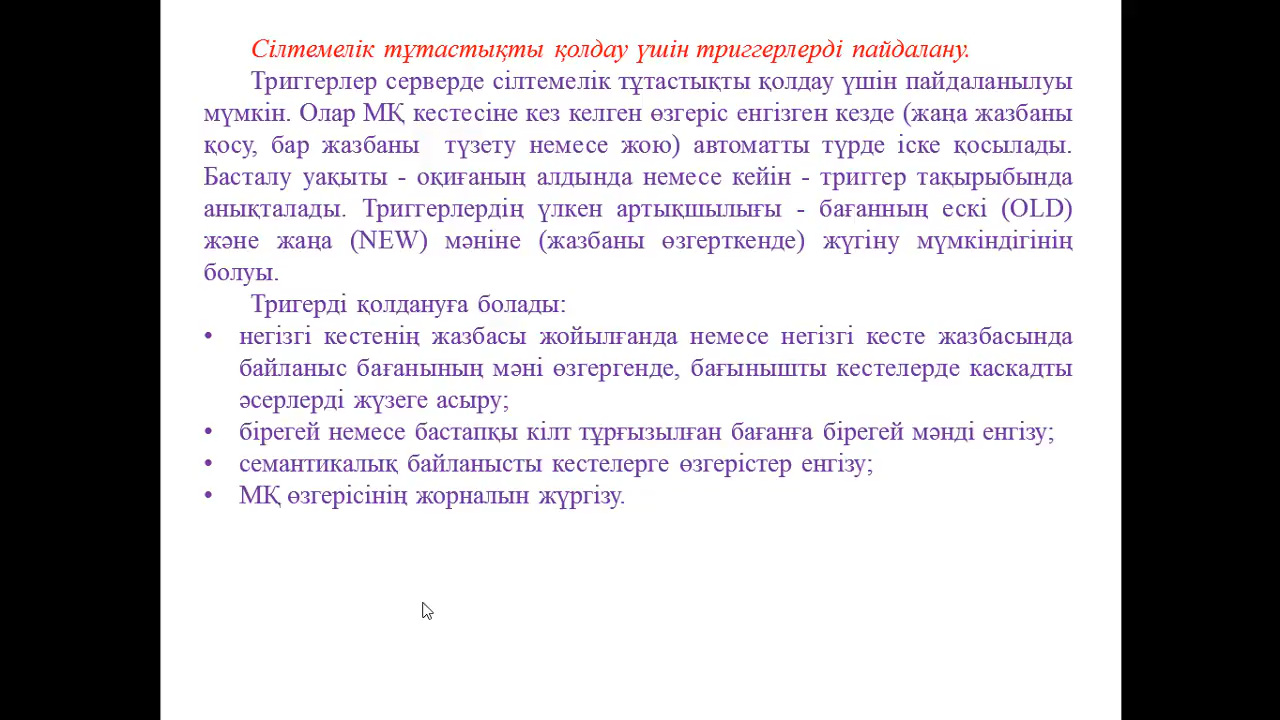 Сілтемелік тұтастықты қолдау үшін триггерлерді пайдалану.
Триггерлер серверде сілтемелік тұтастықты қолдау үшін пайдаланылуы
мүмкін. Олар МҚ кестесіне кез келген өзгеріс енгізген кезде (жаңа жазбаны
қосу, бар жазбаны түзету немесе жою) автоматты түрде іске қосылады.
Басталу уақыты - оқиғаның алдында немесе кейін - триггер тақырыбында
анықталады. Триггерлердің үлкен артықшылығы - бағанның ескі (OLD)
және жаңа (NEW) мәніне (жазбаны өзгерткенде) жүгіну мүмкіндігінің
болуы.
Тригерді қолдануға болады:
• негізгі кестенің жазбасы жойылғанда немесе негізгі кесте жазбасында
байланыс бағанының мәні өзгергенде, бағынышты кестелерде каскадты
әсерлерді жүзеге асыру;
• бірегей немесе бастапқы кілт тұрғызылған бағанға бірегей мәнді енгізу;
• семантикалық байланысты кестелерге өзгерістер енгізу;
• МҚ өзгерісінің жорналын жүргізу.